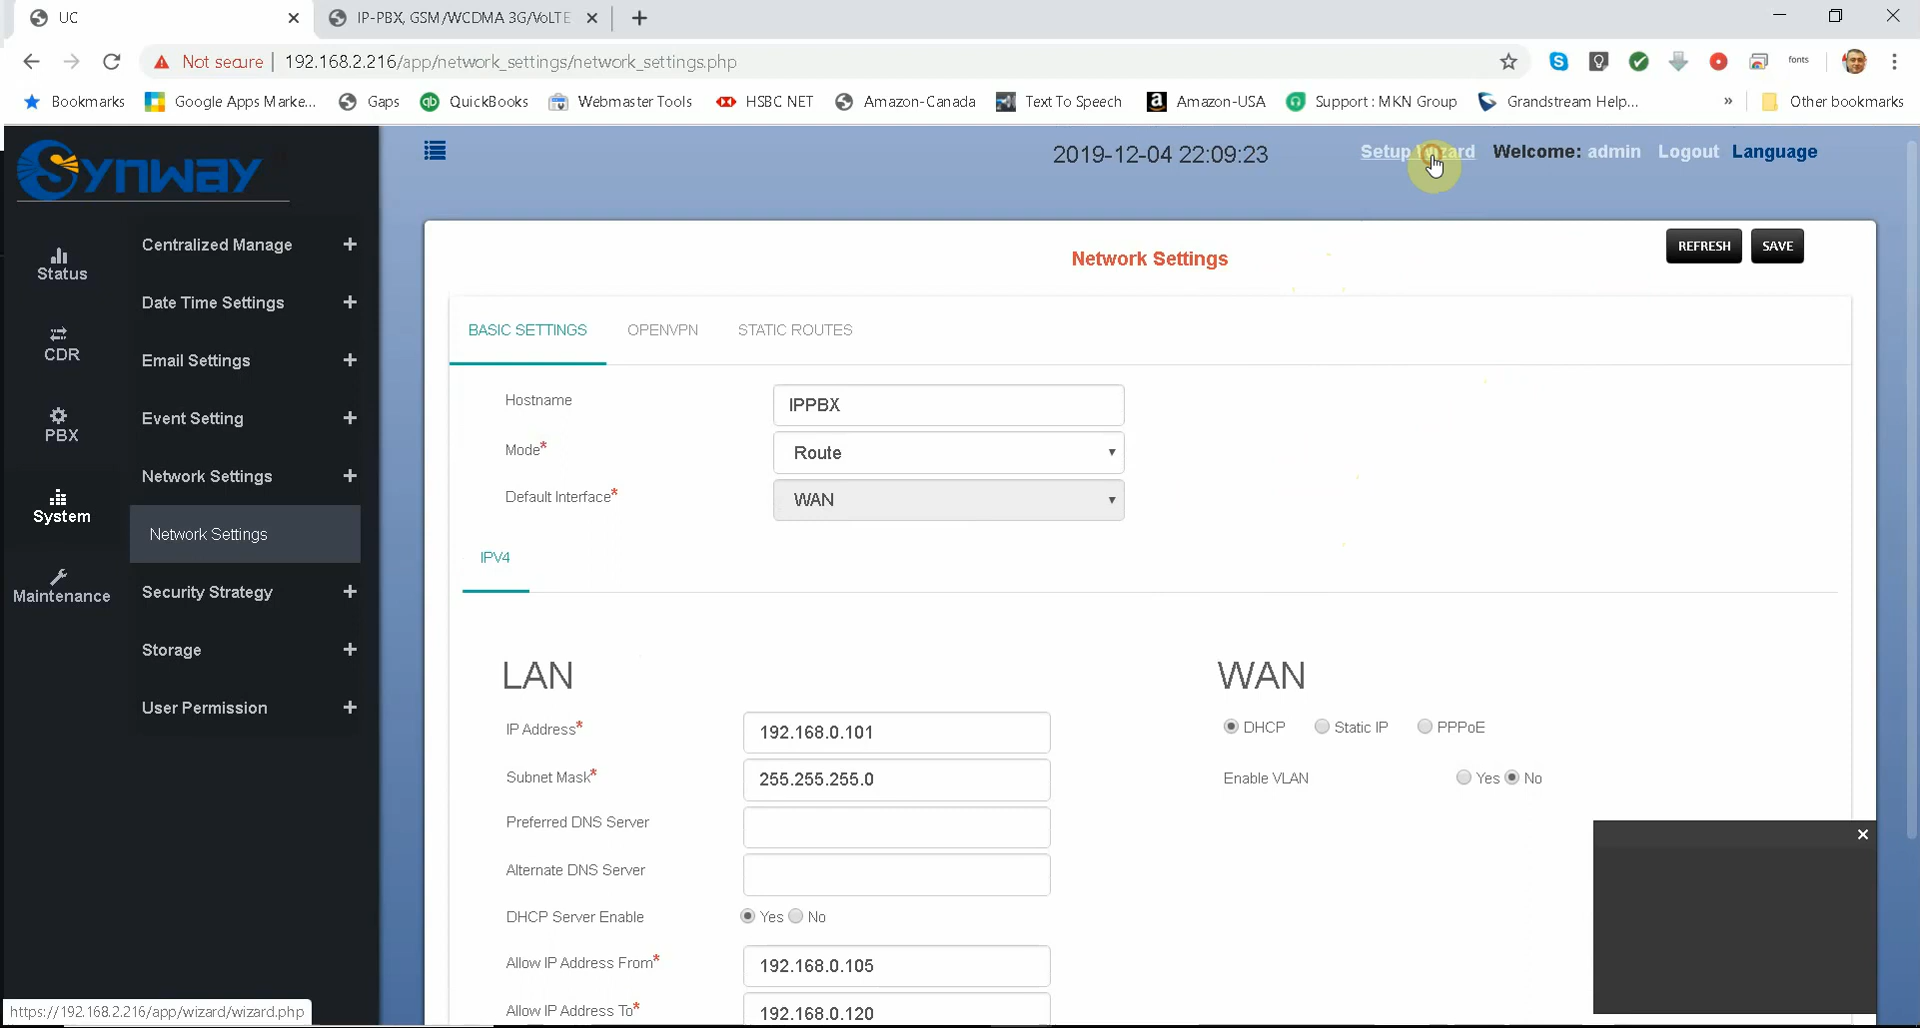 UC
IP-PBX, GSM/WCDMA 3G/VoLTE
Not secure 192.168.2.216/app/network_settings/network_settings.php
fonts
Bookmarks Google Apps Marke... Gaps QuickBooks Webmaster Tools HSBC NET Amazon-Canada Text To Speech Amazon-USA Support : MKN Group Grandstream Help... » Other bookmarks
Synway
2019-12-04 22:09:23 Setup Wizard Welcome: admin Logout Language
Status
CDR
PBX
System
Maintenance
Centralized Manage +
Date Time Settings +
Email Settings +
Event Setting +
Network Settings +
Network Settings
Security Strategy +
Storage +
User Permission +
Network Settings
REFRESH SAVE
BASIC SETTINGS OPENVPN STATIC ROUTES
Hostname IPPBX
Mode* Route
Default Interface* WAN
IPV4
LAN
IP Address* 192.168.0.101
Subnet Mask* 255.255.255.0
Preferred DNS Server
Alternate DNS Server
DHCP Server Enable Yes No
Allow IP Address From* 192.168.0.105
Allow IP Address To* 192.168.0.120
WAN
DHCP Static IP PPPoE
Enable VLAN Yes No
https://192.168.2.216/app/wizard/wizard.php